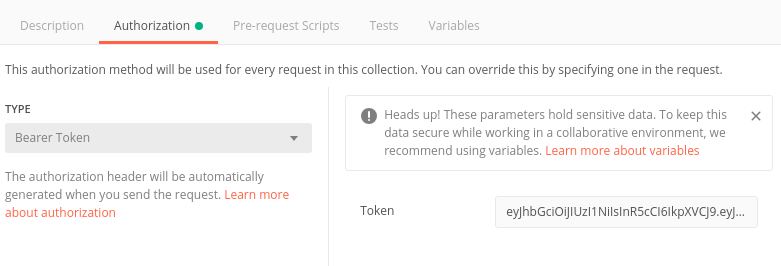 Description Authorization Pre-request Scripts Tests Variables
This authorization method will be used for every request in this collection. You can override this by specifying one in the request.
TYPE
Bearer Token
The authorization header will be automatically
generated when you send the request. Learn more
about authorization
Heads up! These parameters hold sensitive data. To keep this
data secure while working in a collaborative environment, we
recommend using variables. Learn more about variables
Token
eyJhbGciOiJIUzI1NiIsInR5cCI6IkpXVCJ9.eyJ...